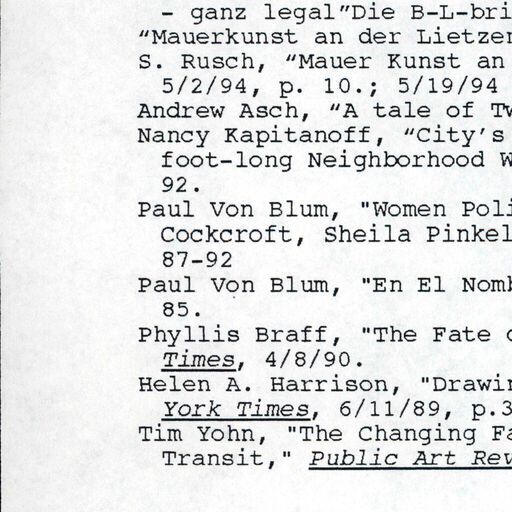 - ganz legal”Die B-L-bri
“Mauerkunst an der Lietzen
S. Rusch, “Mauer Kunst an
5/2/94, p. 10.; 5/19/94
Andrew Asch, “A tale of Tw
Nancy Kapitanoff, “City’s
foot-long Neighborhood W
92.
Paul Von Blum, "Women Poli
Cockcroft, Sheila Pinkel
87-92
Paul Von Blum, "En El Nomb
85.
Phyllis Braff, "The Fate o
Times, 4/8/90.
Helen A. Harrison, "Drawin
York Times, 6/11/89, p.3
Tim Yohn, "The Changing Fa
Transit," Public Art Rev